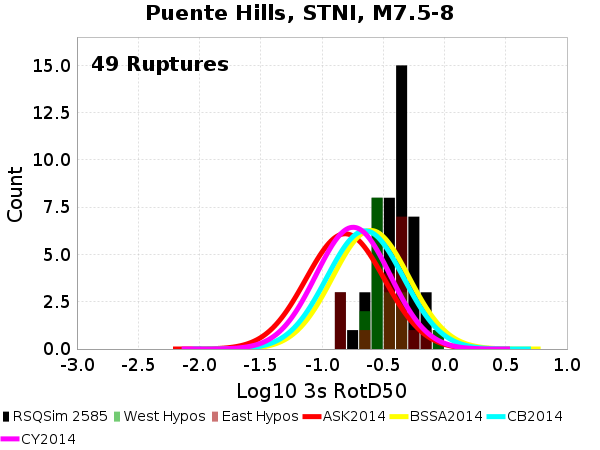 Puente Hills, STNI, M7.5-8
49 Ruptures
Count
15.0
12.5
10.0
7.5
5.0
2.5
0.0
-3.0 -2.5 -2.0 -1.5 -1.0 -0.5 0.0 0.5 1.0
Log10 3s RotD50
RSQSim 2585 West Hypos East Hypos ASK2014 BSSA2014 CB2014
CY2014